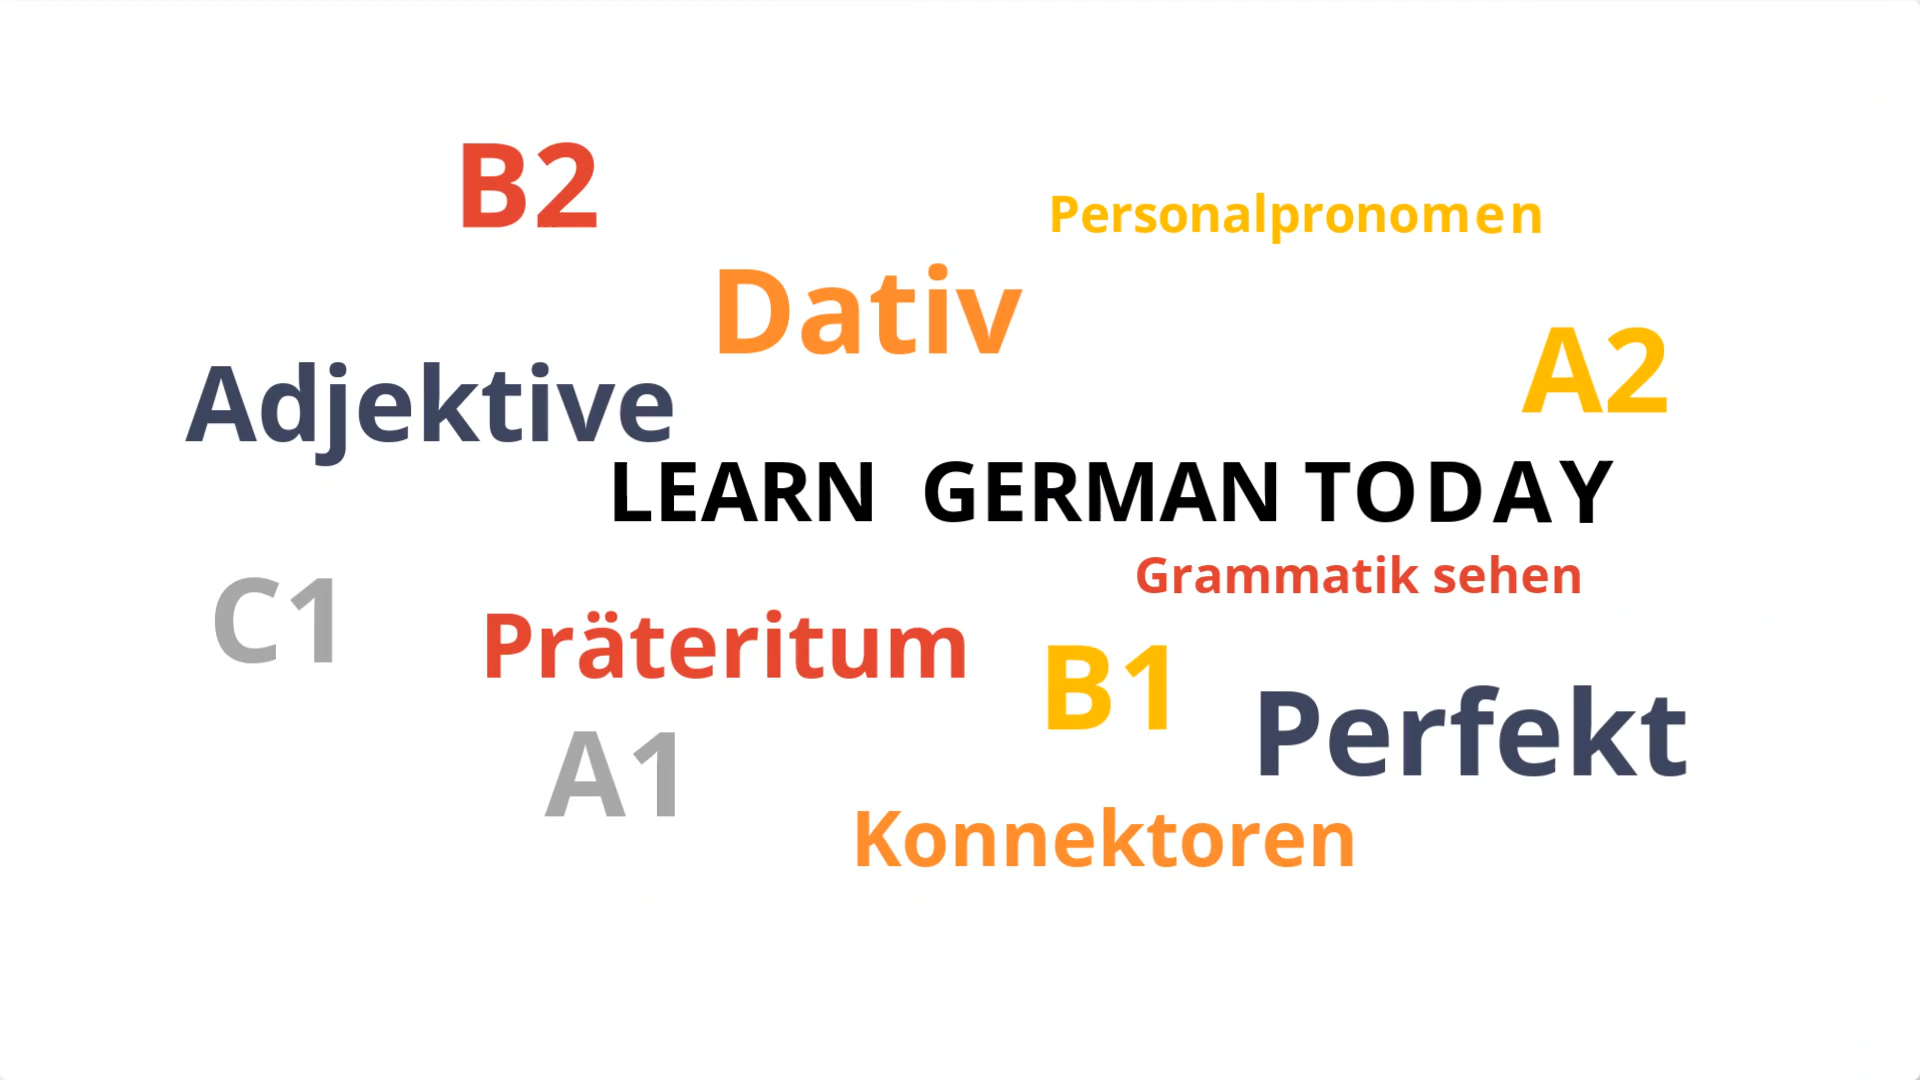 B2
Personalpronomen
Dativ
A2
Adjektive
LEARN GERMAN TODAY
Grammatik sehen
C1
Präteritum
B1
Perfekt
A1
Konnektoren